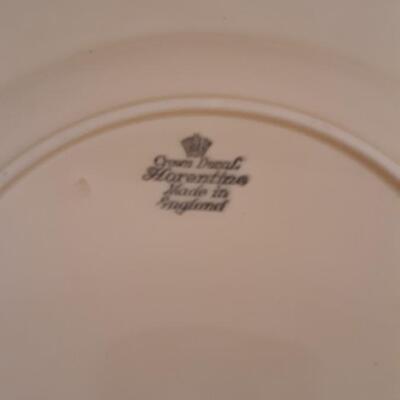 Crown Ducal
Florentine
Made in
England